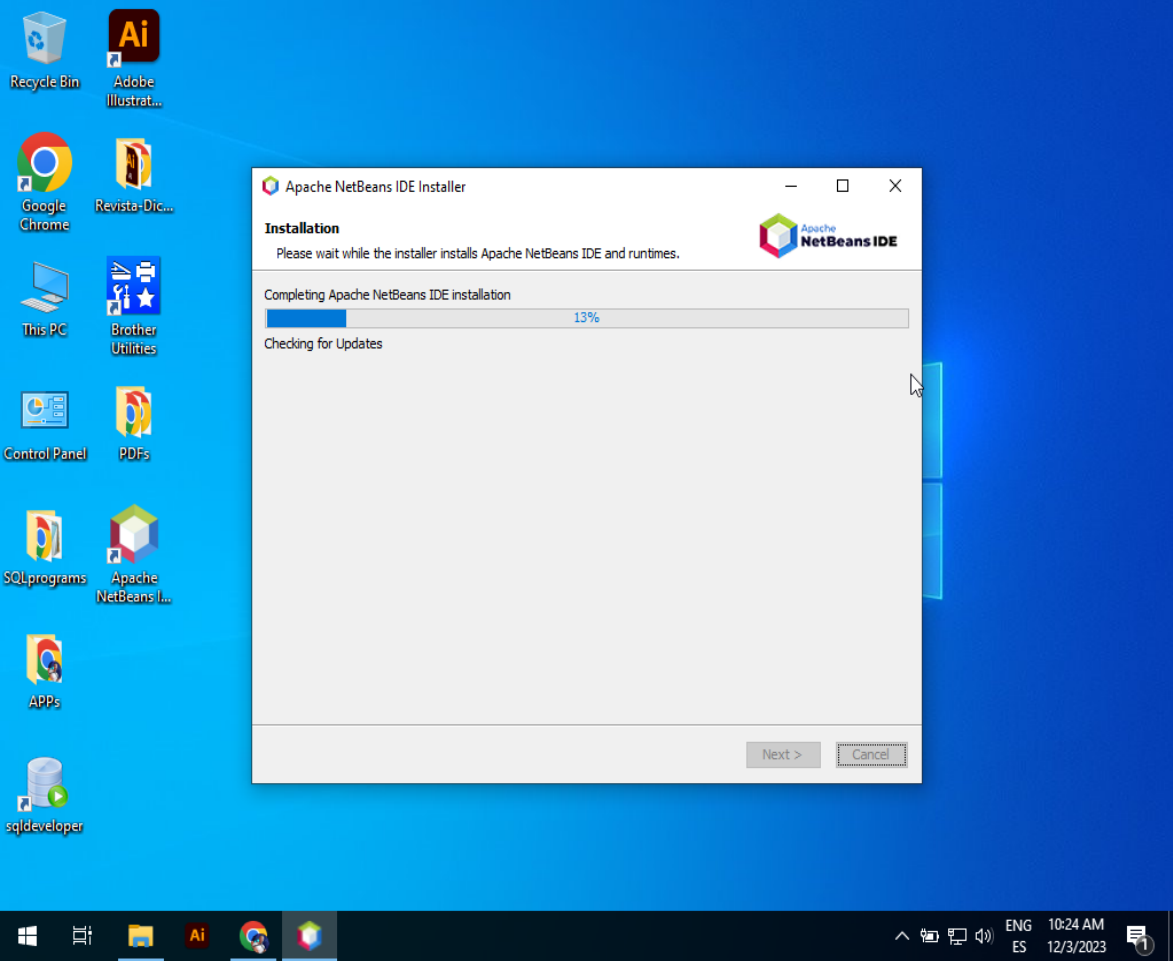 Recycle Bin
Ai
Adobe
Illustrat...
Google
Chrome
Ai
Revista-Dic...
This PC
Brother
Utilities
Control Panel
PDFs
SQLprograms
Apache
NetBeans I...
APPs
sqldeveloper
Apache NetBeans IDE Installer
Installation
Please wait while the installer installs Apache NetBeans IDE and runtimes.
Apache
NetBeans IDE
Completing Apache NetBeans IDE installation
13%
Checking for Updates
Next >
Cancel
Ai
ENG
ES
10:24 AM
12/3/2023
1